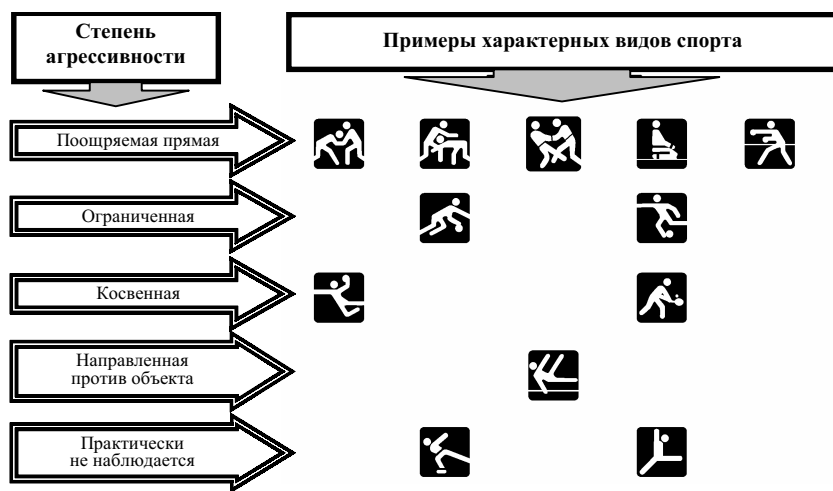 Степень
агрессивности
Примеры характерных видов спорта
Поощряемая прямая
Ограниченная
Косвенная
Направленная
против объекта
Практически
не наблюдается